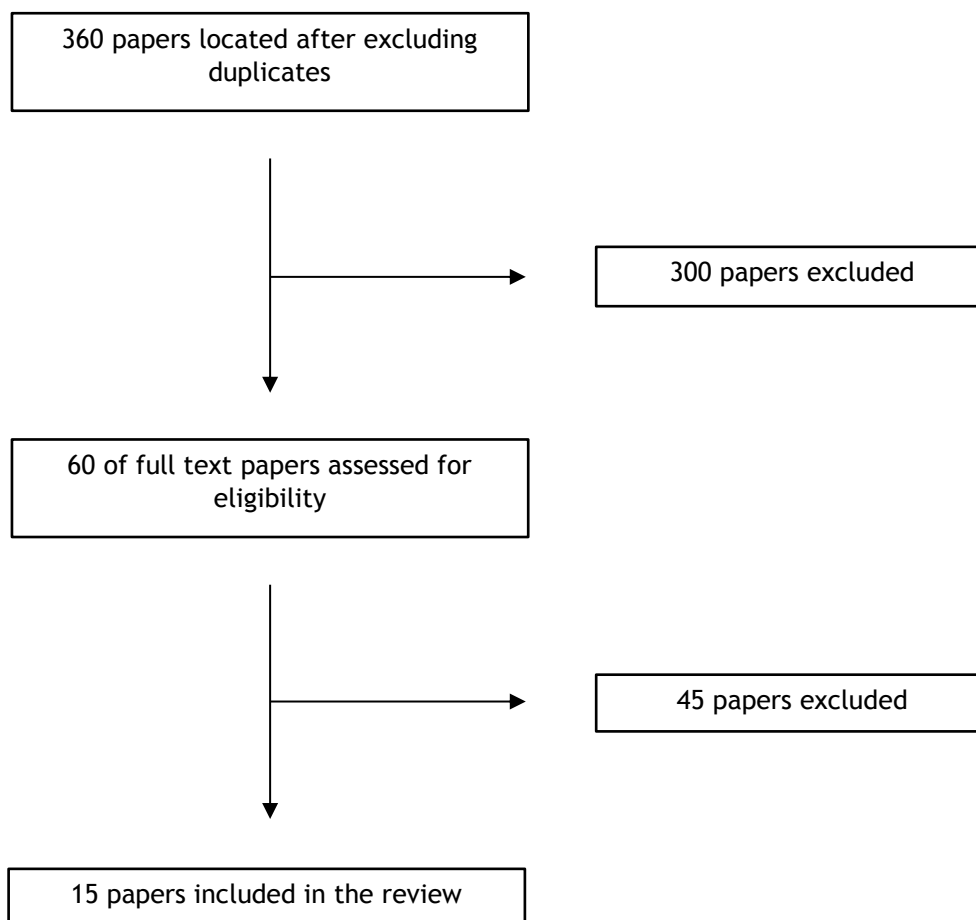 360 papers located after excluding
duplicates
300 papers excluded
60 of full text papers assessed for
eligibility
45 papers excluded
15 papers included in the review